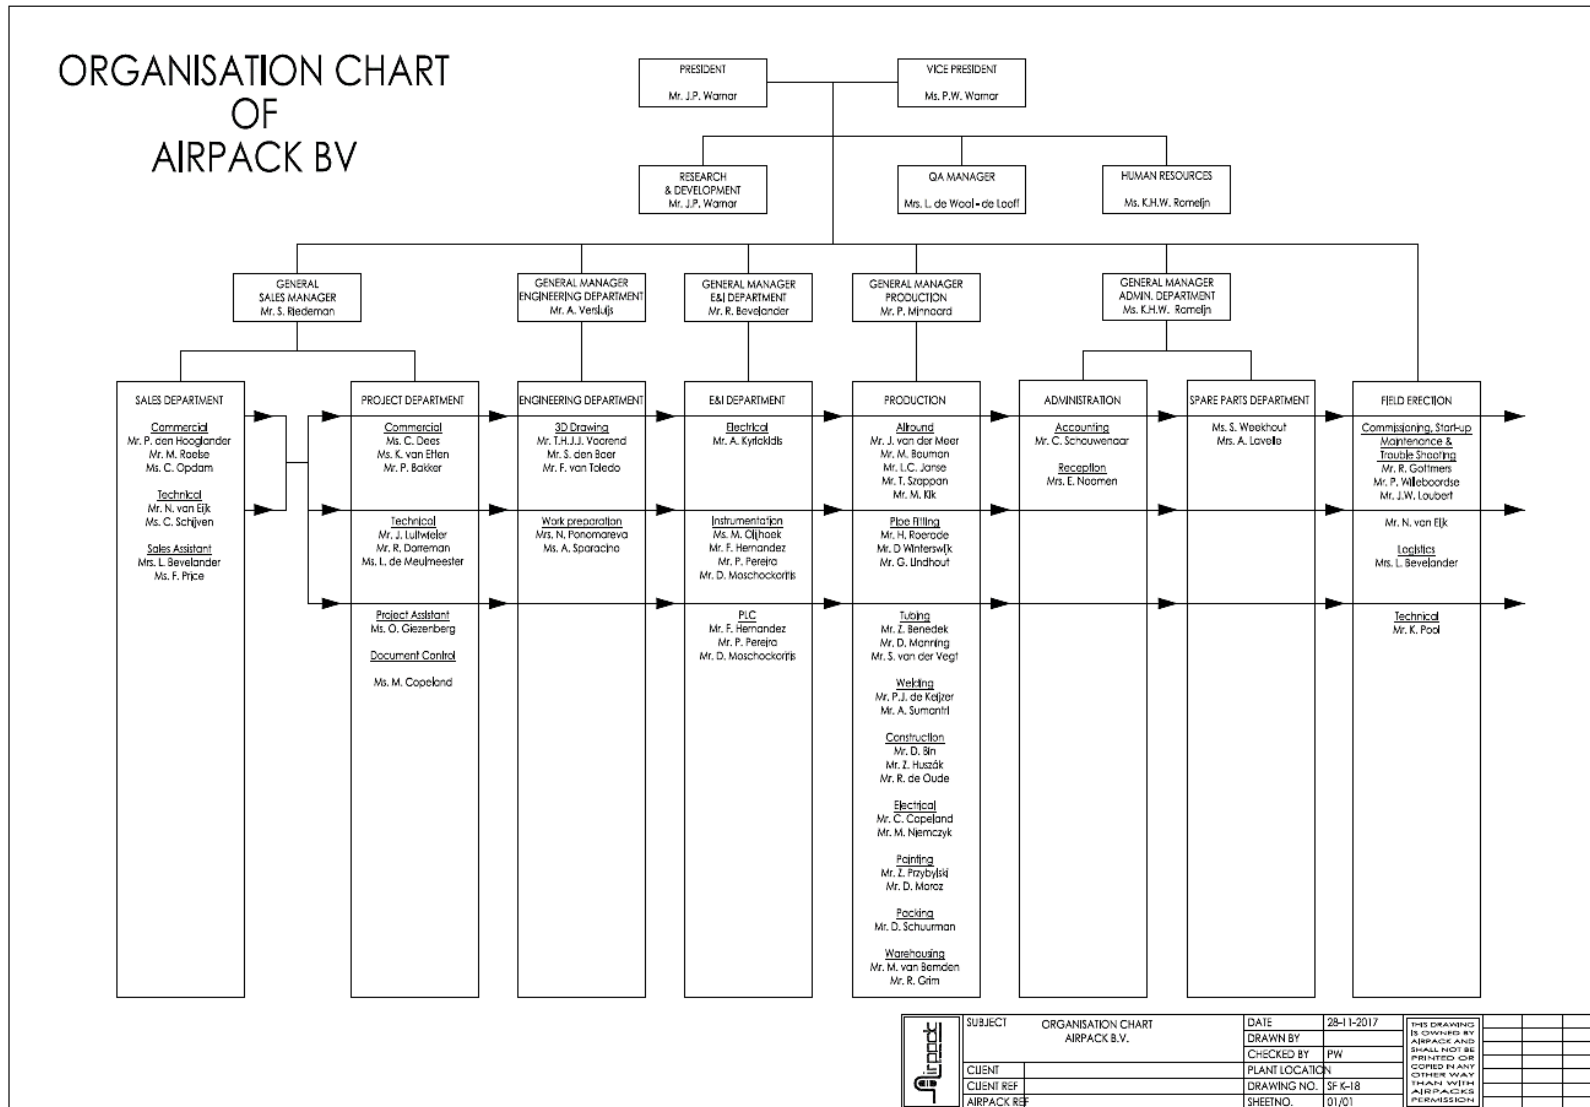 ORGANISATION CHART
OF
AIRPACK BV
PRESIDENT
Mr. J.P. Warnar
VICE PRESIDENT
Ms. P.W. Warnar
RESEARCH
& DEVELOPMENT
Mr. J.P. Warnar
QA MANAGER
Mrs. L. de Waal - de Looff
HUMAN RESOURCES
Ms. K.H.W. Romeijn
GENERAL
SALES MANAGER
Mr. S. Riedeman
GENERAL MANAGER
ENGINEERING DEPARTMENT
Mr. A. Versluijs
GENERAL MANAGER
E&I DEPARTMENT
Mr. R. Bevelander
GENERAL MANAGER
PRODUCTION
Mr. P. Minnaard
GENERAL MANAGER
ADMIN. DEPARTMENT
Ms. K.H.W. Romeijn
SALES DEPARTMENT
Commercial
Mr. P. den Hooglander
Mr. M. Roelse
Ms. C. Opdam
Technical
Mr. N. van Eijk
Ms. C. Schijven
Sales Assistant
Mrs. L. Bevelander
Ms. F. Price
PROJECT DEPARTMENT
Commercial
Ms. C. Dees
Ms. K. van Etten
Mr. P. Bakker
Technical
Mr. J. Luitwieler
Mr. R. Dorreman
Ms. L. de Meulmeester
Project Assistant
Ms. O. Giezenberg
Document Control
Ms. M. Copeland
ENGINEERING DEPARTMENT
3D Drawing
Mr. T.H.J.J. Voorend
Mr. S. den Boer
Mr. F. van Toledo
Work preparation
Mrs. N. Ponomareva
Ms. A. Sparacino
E&I DEPARTMENT
Electrical
Mr. A. Kyriakidis
Instrumentation
Ms. M. Olijhoek
Mr. F. Hernandez
Mr. P. Pereira
Mr. D. Moschockoritis
PLC
Mr. F. Hernandez
Mr. P. Pereira
Mr. D. Moschockoritis
PRODUCTION
Allround
Mr. J. van der Meer
Mr. M. Bouman
Mr. L.C. Janse
Mr. T. Szappan
Mr. M. Kik
Pipe Fitting
Mr. H. Roerade
Mr. D Winterswijk
Mr. G. Lindhout
Tubing
Mr. Z. Benedek
Mr. D. Manning
Mr. S. van der Vegt
Welding
Mr. P.J. de Keijzer
Mr. A. Sumantri
Construction
Mr. D. Bin
Mr. Z. Huszák
Mr. R. de Oude
Electrical
Mr. C. Copeland
Mr. M. Niemczyk
Painting
Mr. Z. Przybylski
Mr. D. Maroz
Packing
Mr. D. Schuurman
Warehousing
Mr. M. van Bemden
Mr. R. Grim
ADMINISTRATION
Accounting
Mr. C. Schouwenaar
Reception
Mrs. E. Noomen
SPARE PARTS DEPARTMENT
Ms. S. Weekhout
Mrs. A. Lavelle
FIELD ERECTION
Commissioning, Start-up
Maintenance &
Trouble Shooting
Mr. R. Gottmers
Mr. P. Willeboordse
Mr. J.W. Loubert
Mr. N. van Eijk
Logistics
Mrs. L. Bevelander
Technical
Mr. K. Pool
Airpack
SUBJECT ORGANISATION CHART
AIRPACK B.V.
CLIENT
CLIENT REF
AIRPACK REF
DATE 28-11-2017
DRAWN BY
CHECKED BY PW
PLANT LOCATION
DRAWING NO. SF K-18
SHEETNO. 01/01
THIS DRAWING
IS OWNED BY
AIRPACK AND
SHALL NOT BE
PRINTED OR
COPIED IN ANY
OTHER WAY
THAN WITH
AIRPACKS
PERMISSION